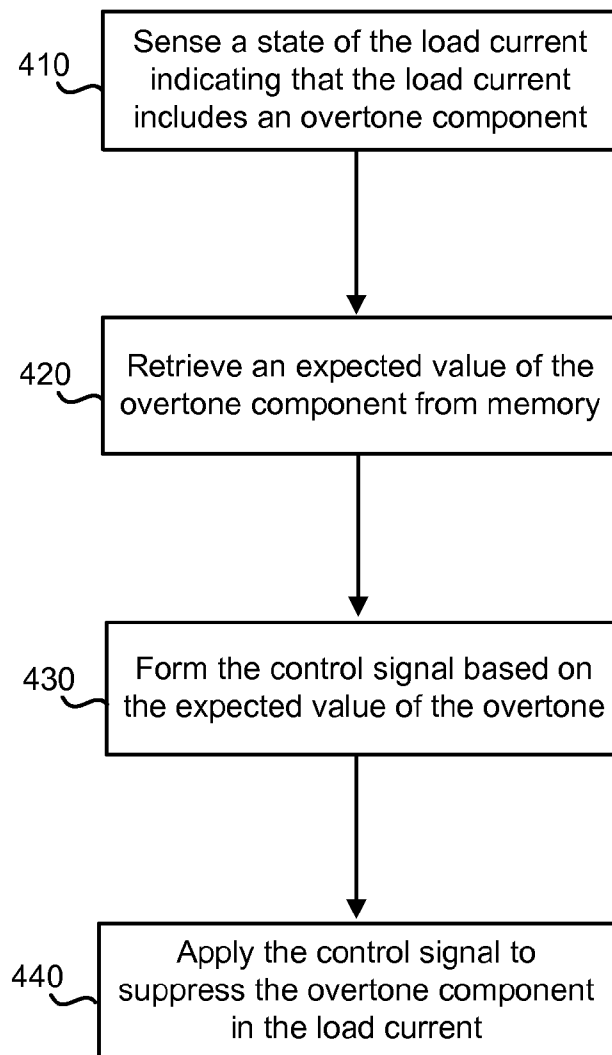 410
Sense a state of the load current
indicating that the load current
includes an overtone component
420
Retrieve an expected value of the
overtone component from memory
430
Form the control signal based on
the expected value of the overtone
440
Apply the control signal to
suppress the overtone component
in the load current